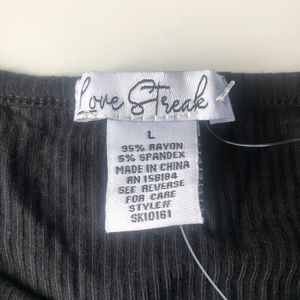 Love Streak
L
95% RAYON
5% SPANDEX
MADE IN CHINA
RN 158184
SEE REVERSE
FOR CARE
STYLE#
SK10161